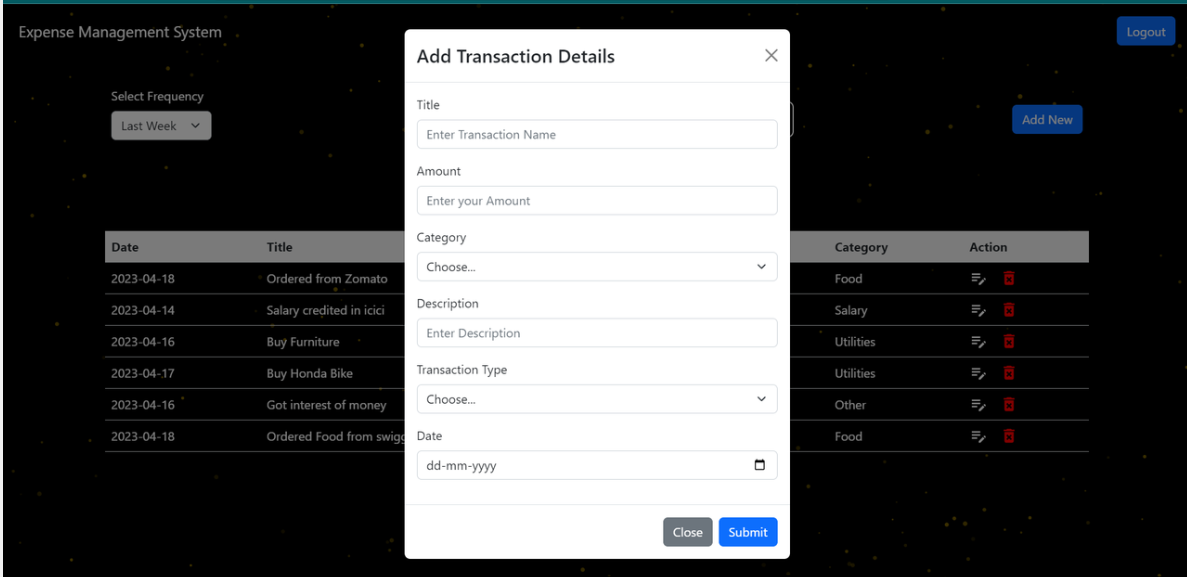 Expense Management System
Logout
Select Frequency
Last Week
Add New
Date Title Category Action
2023-04-18 Ordered from Zomato Food
2023-04-14 Salary credited in icici Salary
2023-04-16 Buy Furniture Utilities
2023-04-17 Buy Honda Bike Utilities
2023-04-16 Got interest of money Other
2023-04-18 Ordered Food from Food
Add Transaction Details
Title
Enter Transaction Name
Amount
Enter your Amount
Category
Choose...
Description
Enter Description
Transaction Type
Choose...
Date
dd-mm-yyyy
Close Submit